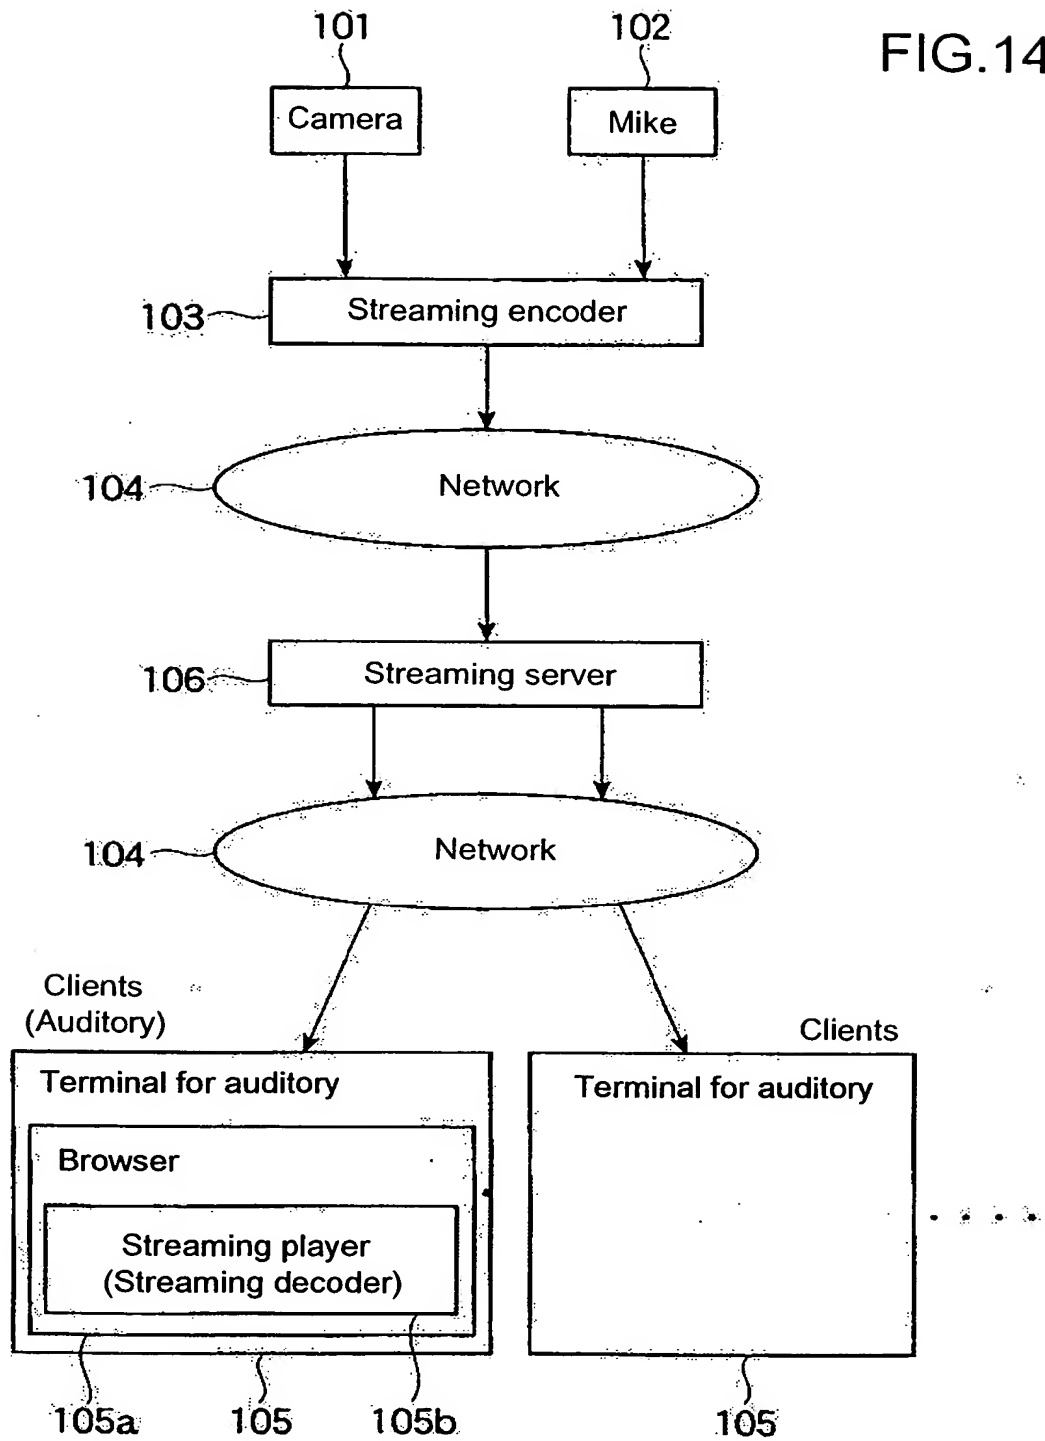 101
102
FIG.14
Camera
Mike
103
Streaming encoder
104
Network
106
Streaming server
104
Network
Clients
(Auditory)
Clients
Terminal for auditory
Terminal for auditory
Browser
Streaming player
(Streaming decoder)
105a
105
105b
105